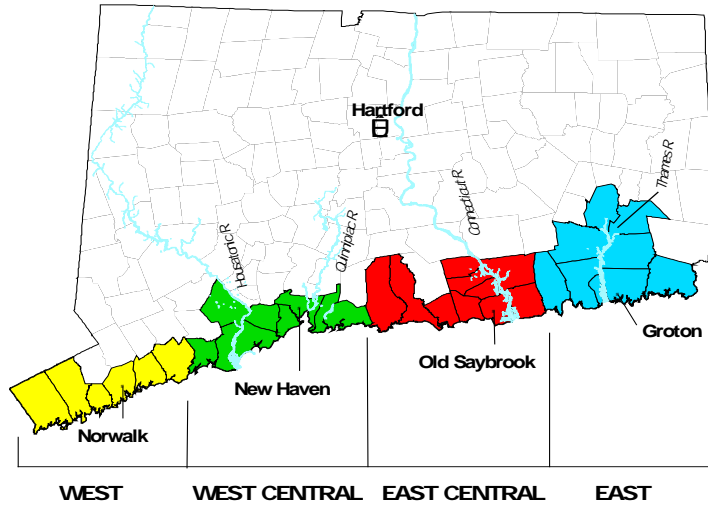 Hartford
Thames R
Connecticut R
Quinnipiac R
Housatonic R
Groton
Old Saybrook
New Haven
Norwalk
WEST
WEST CENTRAL
EAST CENTRAL
EAST